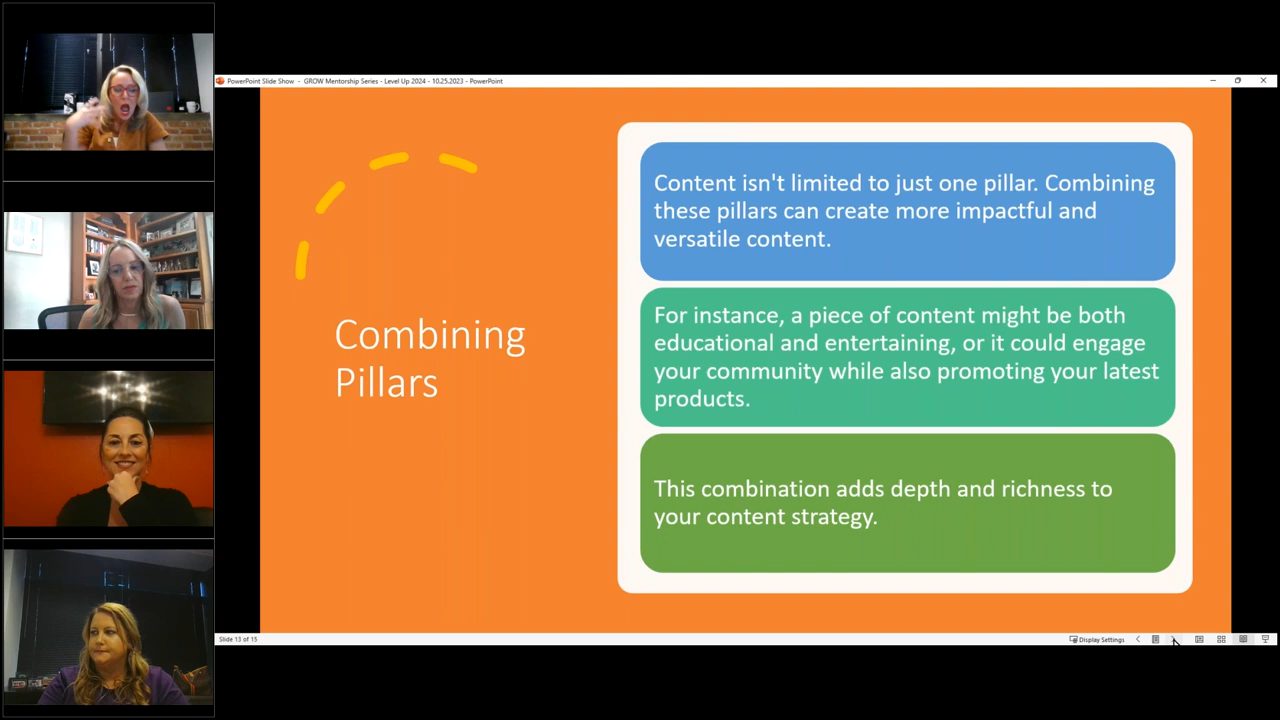 PowerPoint Slide Show - GROW Mentorship Series - Level Up 2024 - 10.25.2023 - PowerPoint
Combining
Pillars
Content isn't limited to just one pillar. Combining
these pillars can create more impactful and
versatile content.
For instance, a piece of content might be both
educational and entertaining, or it could engage
your community while also promoting your latest
products.
This combination adds depth and richness to
your content strategy.
Slide 13 of 15
Display Settings